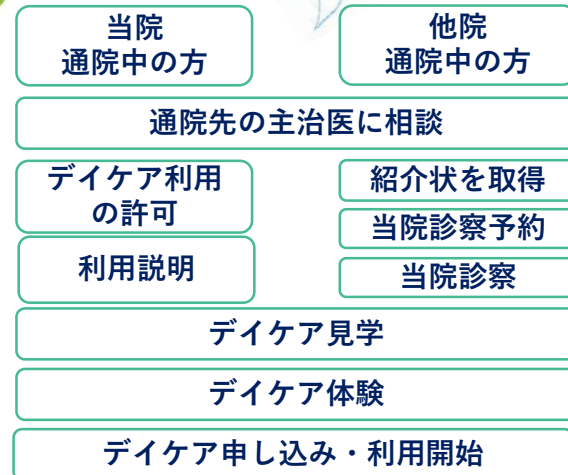 当院
通院中の方
他院
通院中の方
通院先の主治医に相談
デイケア利用
の許可
利用説明
紹介状を取得
当院診察予約
当院診察
デイケア見学
デイケア体験
デイケア申し込み・利用開始